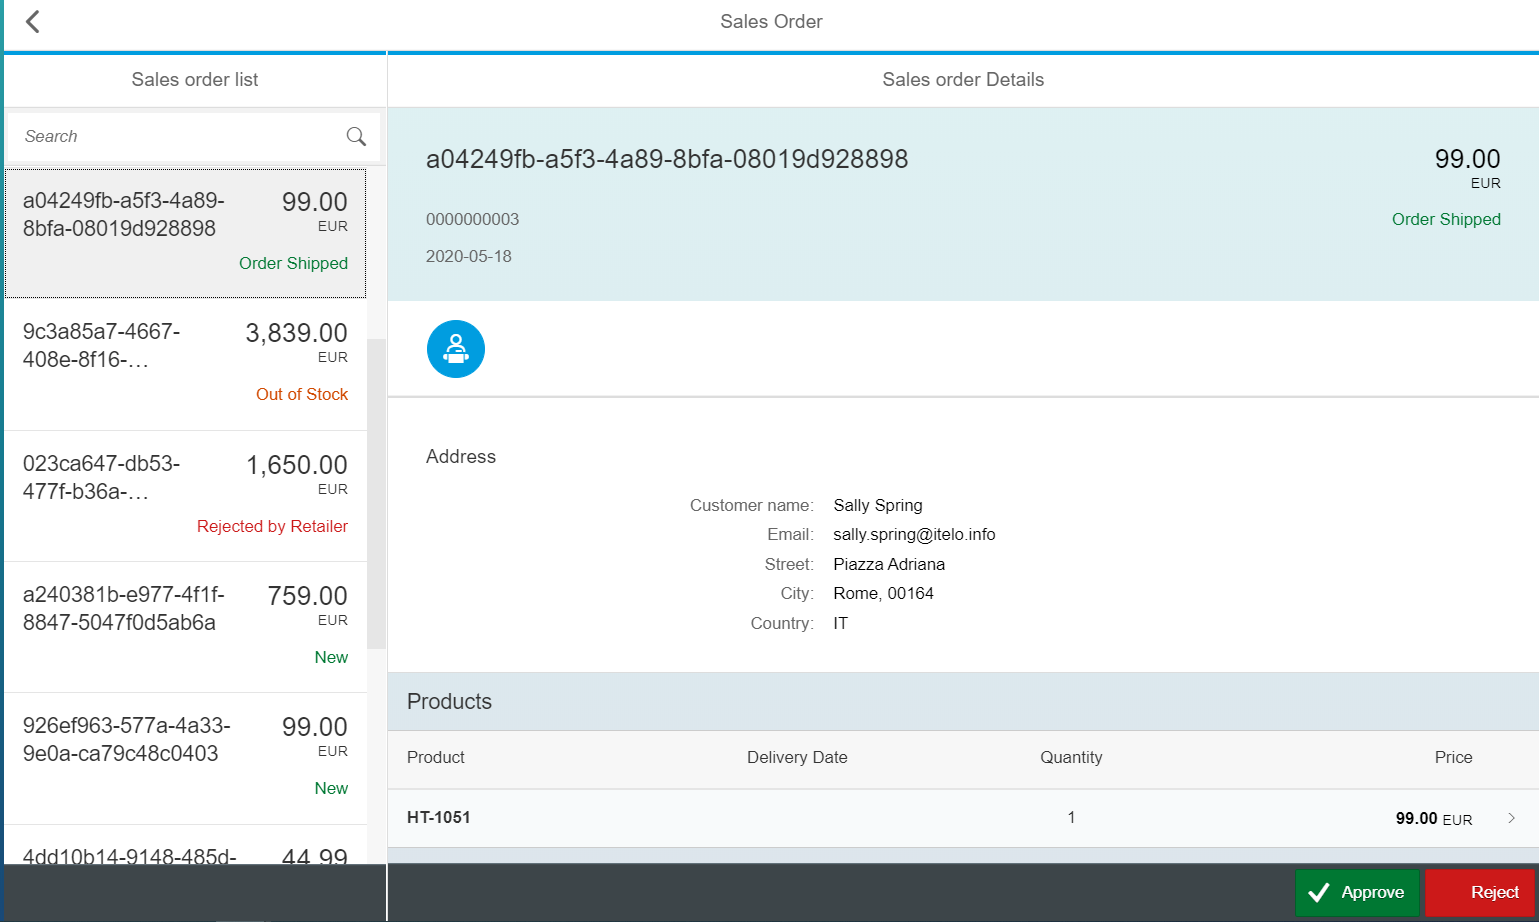 Sales Order
Sales order list
Search
a04249fb-a5f3-4a89-
8bfa-08019d928898
99.00
EUR
Order Shipped
9c3a85a7-4667-
408e-8f16-…
3,839.00
EUR
Out of Stock
023ca647-db53-
477f-b36a-…
1,650.00
EUR
Rejected by Retailer
a240381b-e977-4f1f-
8847-5047f0d5ab6a
759.00
EUR
New
926ef963-577a-4a33-
9e0a-ca79c48c0403
99.00
EUR
New
4dd10b14-9148-485d-
44.99
Sales order Details
a04249fb-a5f3-4a89-8bfa-08019d928898
99.00
EUR
0000000003
Order Shipped
2020-05-18
Address
Customer name: Sally Spring
Email: sally.spring@itelo.info
Street: Piazza Adriana
City: Rome, 00164
Country: IT
Products
Product Delivery Date Quantity Price
HT-1051 1 99.00 EUR
Approve Reject